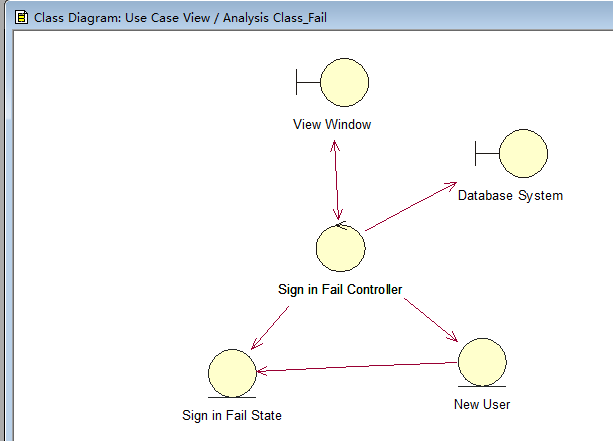 Class Diagram: Use Case View / Analysis Class_Fail
View Window
Database System
Sign in Fail Controller
Sign in Fail State
New User